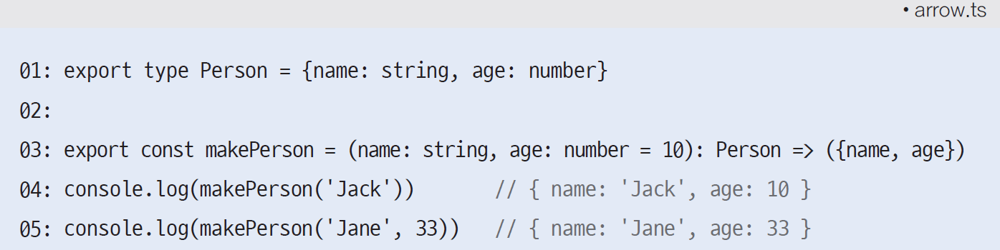 • arrow.ts
01: export type Person = {name: string, age: number}
02:
03: export const makePerson = (name: string, age: number = 10): Person => ({name, age})
04: console.log(makePerson('Jack'))       // { name: 'Jack', age: 10 }
05: console.log(makePerson('Jane', 33))   // { name: 'Jane', age: 33 }